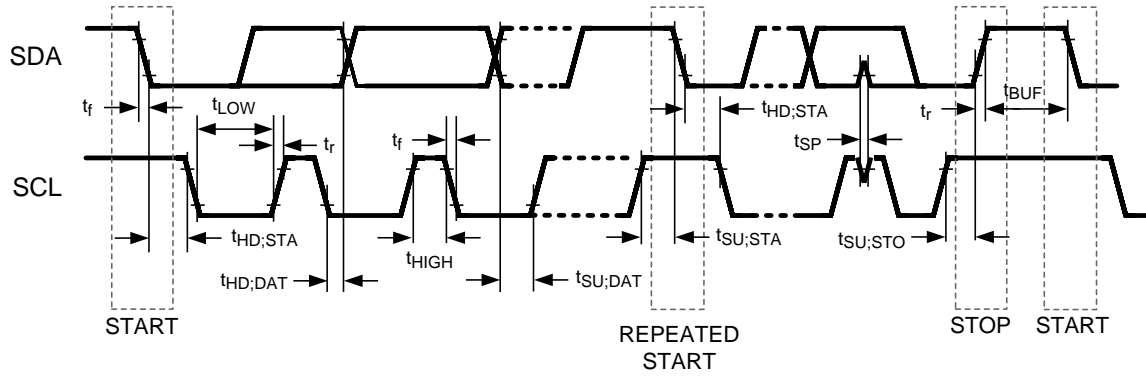 SDA
t_f
t_LOW
t_r
t_f
t_HD;STA
t_SP
t_r
t_BUF
SCL
t_HD;STA
t_HD;DAT
t_HIGH
t_SU;DAT
t_SU;STA
t_SU;STO
START
REPEATED
START
STOP
START